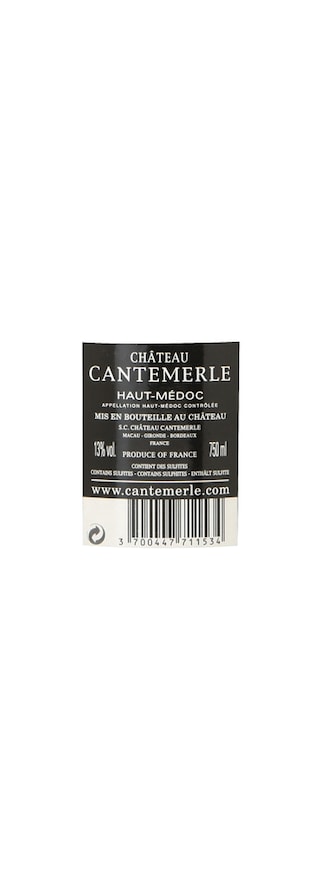 CHÂTEAU
CANTEMERLE
HAUT-MÉDOC
APPELLATION HAUT-MÉDOC CONTRÔLÉE
MIS EN BOUTEILLE AU CHÂTEAU
S.C. CHÂTEAU CANTEMERLE
MACAU - GIRONDE - BORDEAUX
FRANCE
13% vol. PRODUCE OF FRANCE 750 ml
CONTIENT DES SULFITES
CONTAINS SULFITES - CONTAINS SULPHITES - ENTHÄLT SULFITE
www.cantemerle.com
3 700447 711534